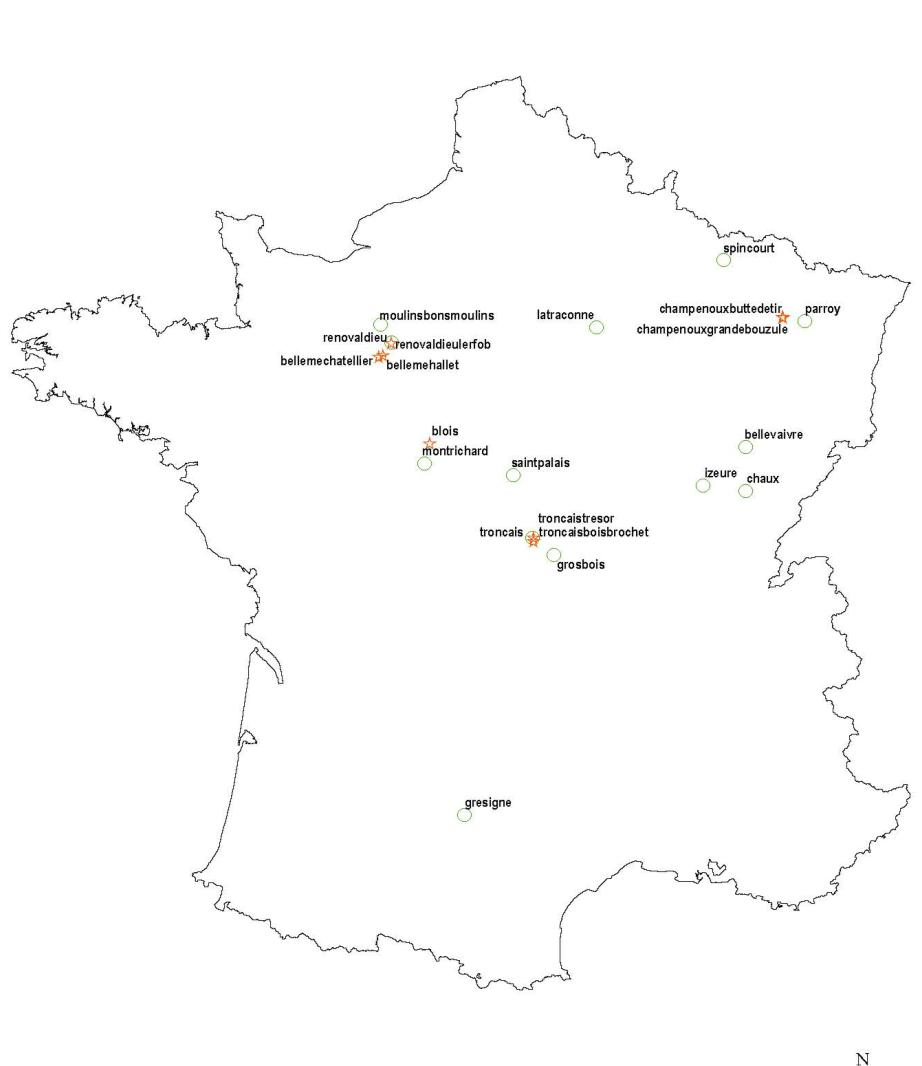 spincourt
champenouxbuttedetir
parroy
moulinsbonsmoulins
latraconne
champenouxgrandebouzule
renovaldieu
renovaldieulerfob
bellemechatellier
bellemehallet
blois
bellevaivre
montrichard
saintpalais
izeure
chaux
troncaistresor
troncais
troncaisboisbrochet
grosbois
gresigne
N